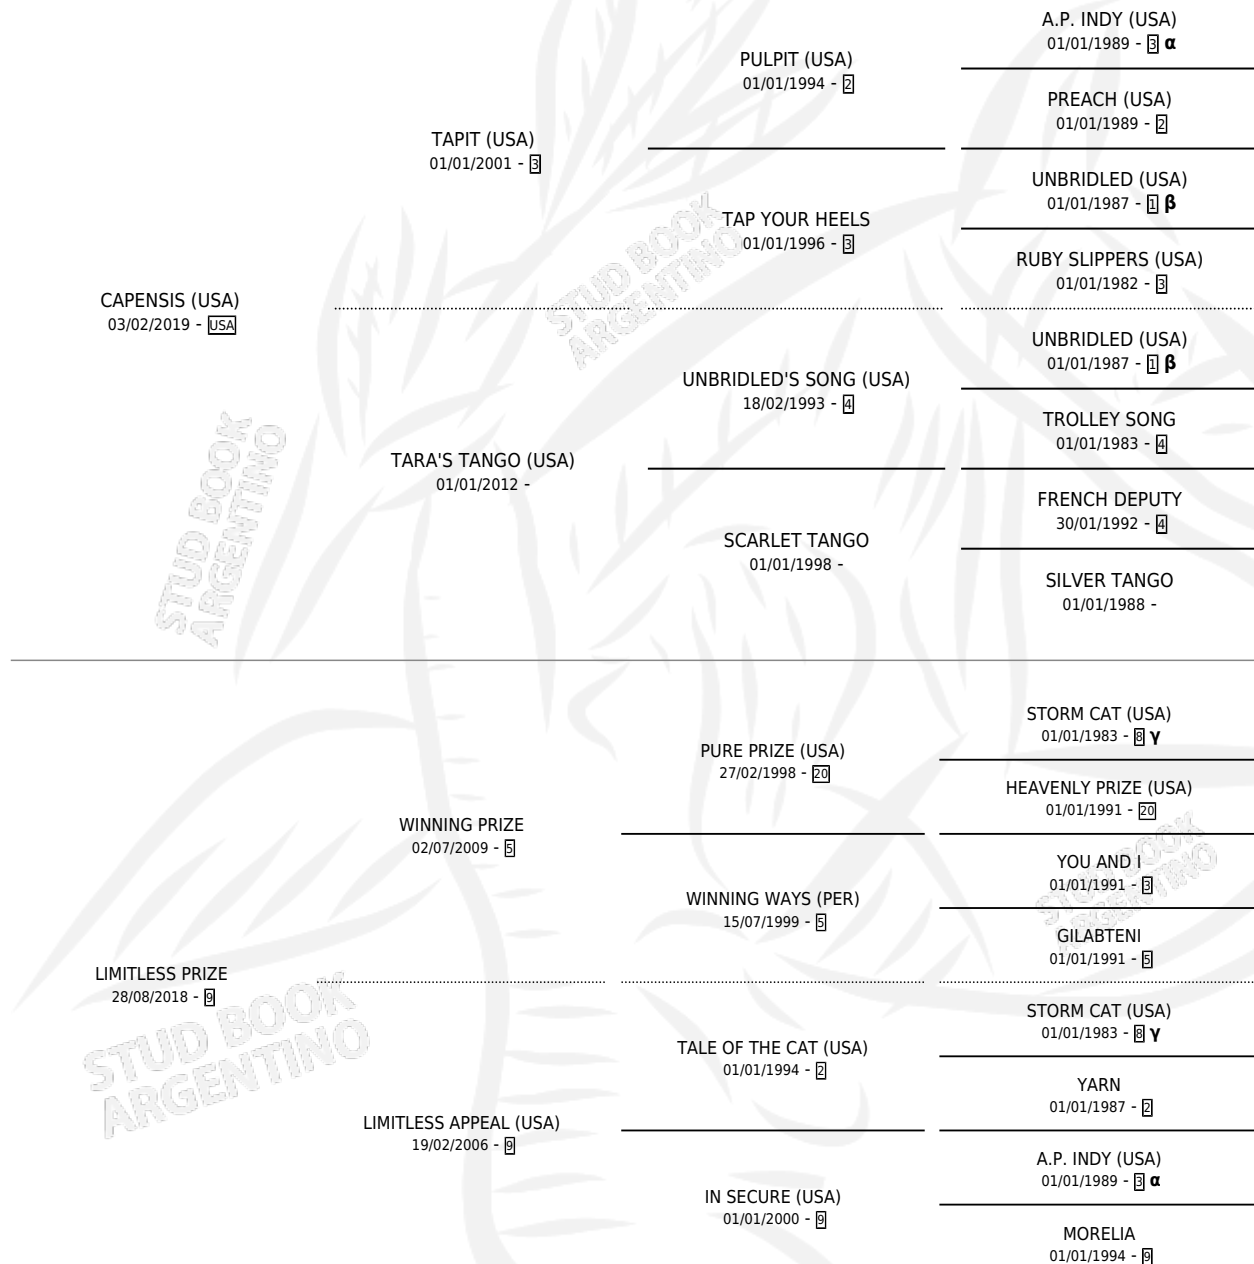 A.P. INDY (USA)
01/01/1989 - 3 α
PULPIT (USA)
01/01/1994 - 2
PREACH (USA)
01/01/1989 - 2
TAPIT (USA)
01/01/2001 - 3
UNBRIDLED (USA)
01/01/1987 - 1 β
TAP YOUR HEELS
01/01/1996 - 3
RUBY SLIPPERS (USA)
01/01/1982 - 3
CAPENSIS (USA)
03/02/2019 - USA
UNBRIDLED (USA)
01/01/1987 - 1 β
UNBRIDLED'S SONG (USA)
18/02/1993 - 4
TROLLEY SONG
01/01/1983 - 4
TARA'S TANGO (USA)
01/01/2012 -
FRENCH DEPUTY
30/01/1992 - 4
SCARLET TANGO
01/01/1998 -
SILVER TANGO
01/01/1988 -
STORM CAT (USA)
01/01/1983 - 8 γ
PURE PRIZE (USA)
27/02/1998 - 20
HEAVENLY PRIZE (USA)
01/01/1991 - 20
WINNING PRIZE
02/07/2009 - 5
YOU AND I
01/01/1991 - 3
WINNING WAYS (PER)
15/07/1999 - 5
GILABTENI
01/01/1991 - 5
LIMITLESS PRIZE
28/08/2018 - 9
STORM CAT (USA)
01/01/1983 - 8 γ
TALE OF THE CAT (USA)
01/01/1994 - 2
YARN
01/01/1987 - 2
LIMITLESS APPEAL (USA)
19/02/2006 - 9
A.P. INDY (USA)
01/01/1989 - 3 α
IN SECURE (USA)
01/01/2000 - 9
MORELIA
01/01/1994 - 9
STUD BOOK
ARGENTINO
STUD BOOK
ARGENTINO
STUD BOOK
ARGENTINO
STUD BOOK
ARGENTINO